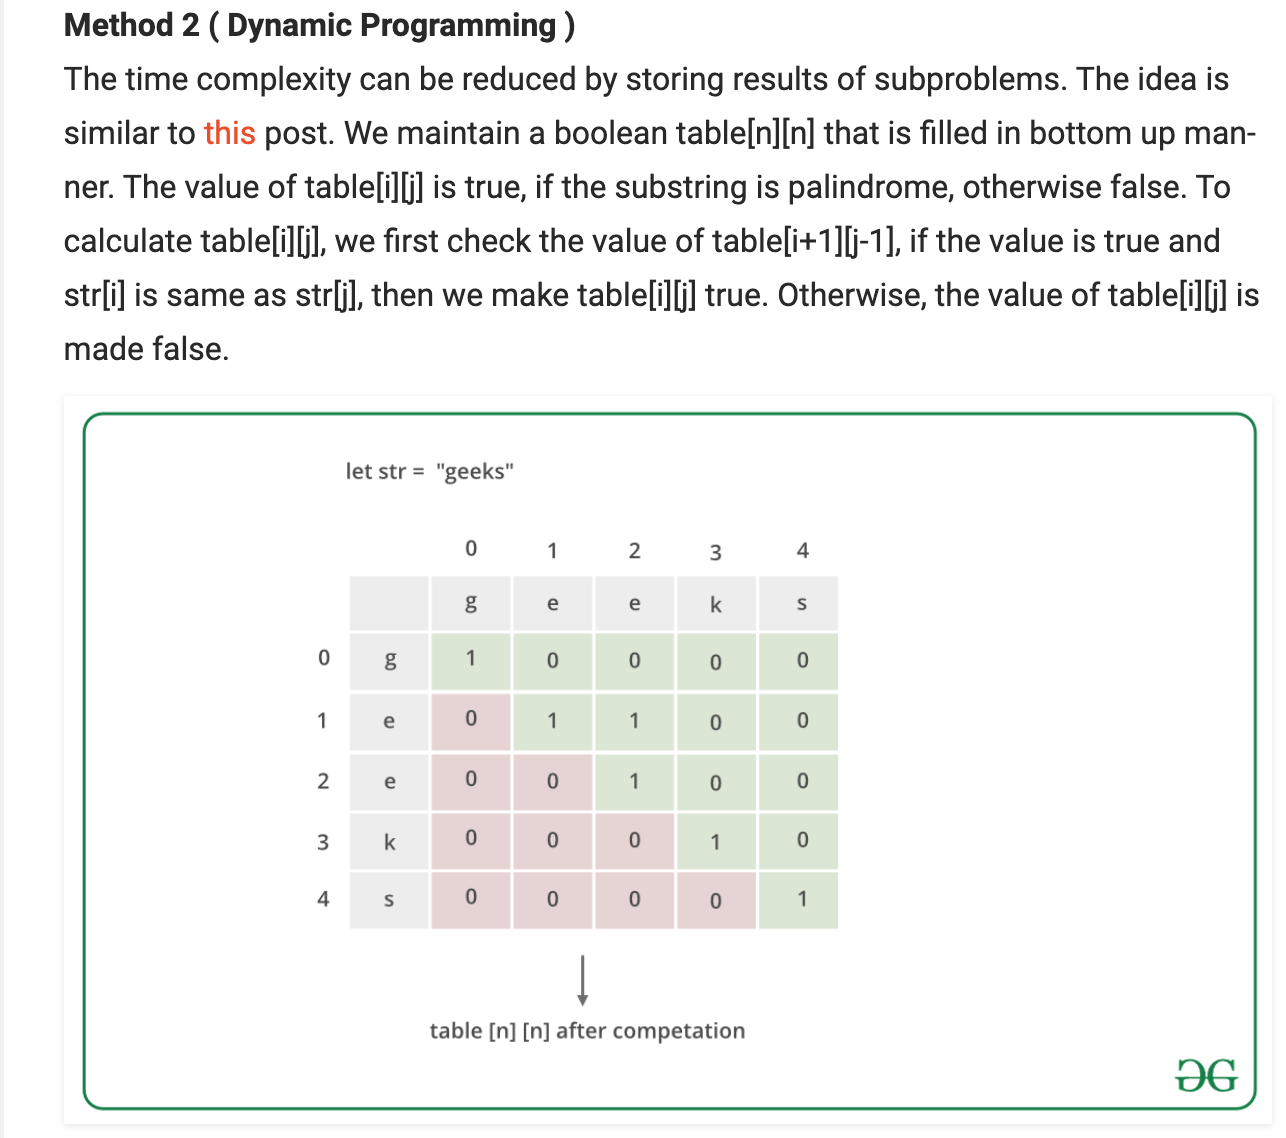 Method 2 ( Dynamic Programming )
The time complexity can be reduced by storing results of subproblems. The idea is
similar to this post. We maintain a boolean table[n][n] that is filled in bottom up man-
ner. The value of table[i][j] is true, if the substring is palindrome, otherwise false. To
calculate table[i][j], we first check the value of table[i+1][j-1], if the value is true and
str[i] is same as str[j], then we make table[i][j] true. Otherwise, the value of table[i][j] is
made false.
let str = "geeks"
0 1 2 3 4
g e e k s
0 g 1 0 0 0 0
1 e 0 1 1 0 0
2 e 0 0 1 0 0
3 k 0 0 0 1 0
4 s 0 0 0 0 1
table [n] [n] after competation